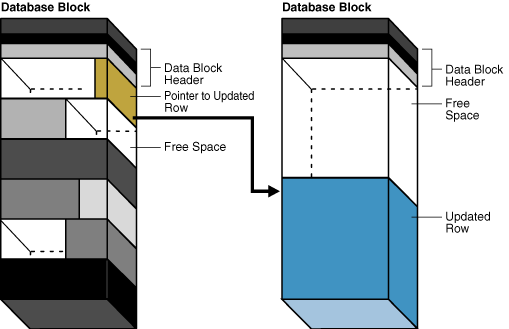 Database Block
Data Block
Header
Pointer to Updated
Row
Free Space
Database Block
Data Block
Header
Free
Space
Updated
Row